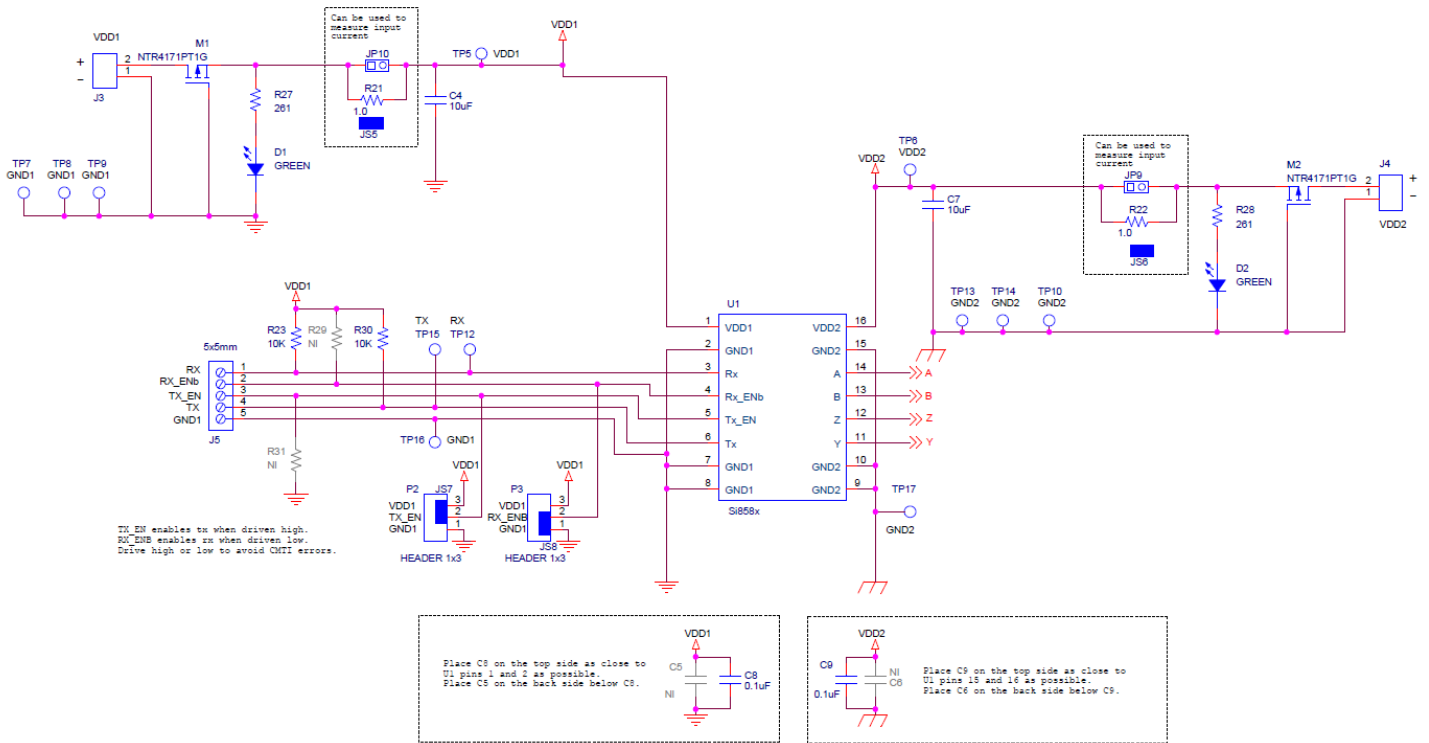 Can be used to
measure input
current
VDD1
M1
NTR4171PT1G
+
2
1
−
J3
JP10
R21
1.0
JS5
R27
261
D1
GREEN
TP5
VDD1
VDD1
C4
10uF
TP7
GND1
TP8
GND1
TP9
GND1
TP6
VDD2
VDD2
C7
10uF
Can be used to
measure input
current
JP9
R22
1.0
JS6
R28
261
D2
GREEN
M2
NTR4171PT1G
J4
2
1
+
−
VDD2
TP13
GND2
TP14
GND2
TP10
GND2
VDD1
R23
10K
R29
NI
R30
10K
TX
TP15
RX
TP12
5x5mm
RX
RX_ENb
TX_EN
TX
GND1
1
2
3
4
5
J5
TP16
GND1
R31
NI
U1
1
VDD1
2
GND1
3
Rx
4
Rx_ENb
5
Tx_EN
6
Tx
7
GND1
8
GND1
VDD2
16
GND2
15
A
14
A
B
13
B
Z
12
Z
Y
11
Y
GND2
10
GND2
9
Si858x
TP17
GND2
VDD1
P2
JS7
VDD1
TX_EN
GND1
3
2
1
HEADER 1x3
VDD1
P3
VDD1
RX_ENB
GND1
3
2
1
JS8
HEADER 1x3
TX_EN enables tx when driven high.
RX_ENB enables rx when driven low.
Drive high or low to avoid CMTI errors.
Place C8 on the top side as close to
U1 pins 1 and 2 as possible.
Place C5 on the back side below C8.
VDD1
C5
NI
C8
0.1uF
VDD2
C9
0.1uF
NI
C6
Place C9 on the top side as close to
U1 pins 15 and 16 as possible.
Place C6 on the back side below C9.